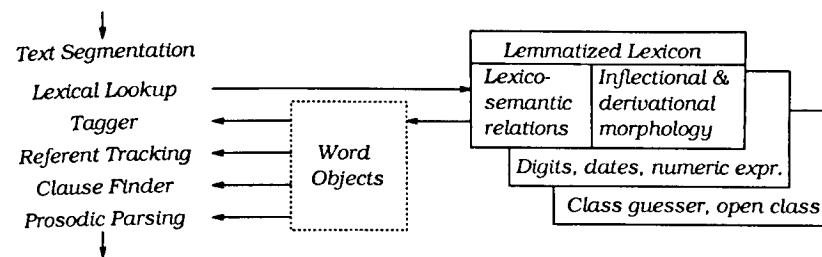 Text Segmentation
Lexical Lookup
Tagger
Referent Tracking
Clause Finder
Prosodic Parsing
Word
Objects
Lemmatized Lexicon
Lexico-
semantic
relations
Inflectional &
derivational
morphology
Digits, dates, numeric expr.
Class guesser, open class